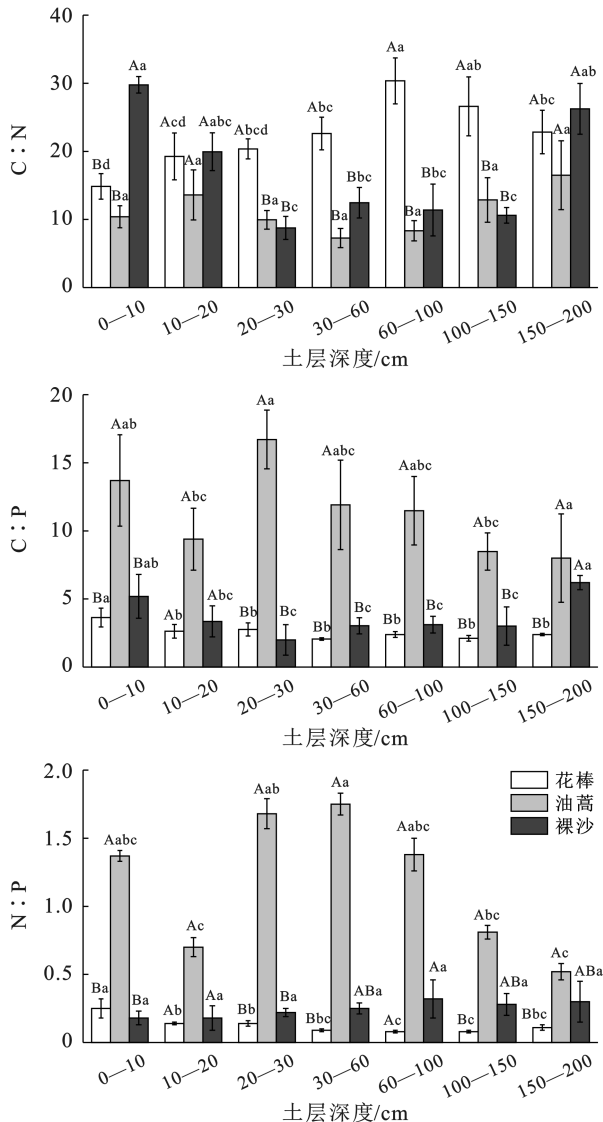 40
30
20
10
0
C∶N
Bd Ba Aa
Acd Aa Aabc
Abcd Ba Bc
Abc Ba Bbc
Aa Ba Bbc
Aab Ba Bc
Abc Aa Aab
0—10 10—20 20—30 30—60 60—100 100—150 150—200
土层深度/cm
20
15
10
5
0
C∶P
Ba Aab Bab
Ab Abc Abc
Bb Aa Bc
Bb Aabc Bc
Bb Aabc Bc
Bb Abc Bc
Bb Aa Aa
0—10 10—20 20—30 30—60 60—100 100—150 150—200
土层深度/cm
2.0
1.5
1.0
0.5
0
N∶P
花棒
油蒿
裸沙
Ba Aabc Ba
Ab Ac Aa
Bb Aab Ba
Bbc Aa ABa
Ac Aabc Aa
Bc Abc ABa
Bbc Ac ABa
0—10 10—20 20—30 30—60 60—100 100—150 150—200
土层深度/cm